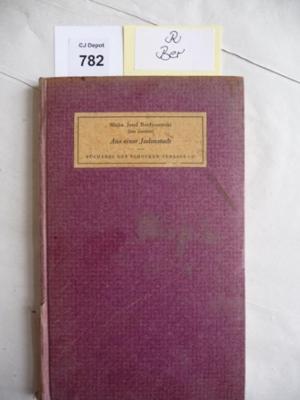 CJ Depot
782
R
Ber
Micha Josef Berdyczewski
(bin Gorion)
Aus einer Judenstadt
BÜCHEREI DES SCHOCKEN VERLAGS